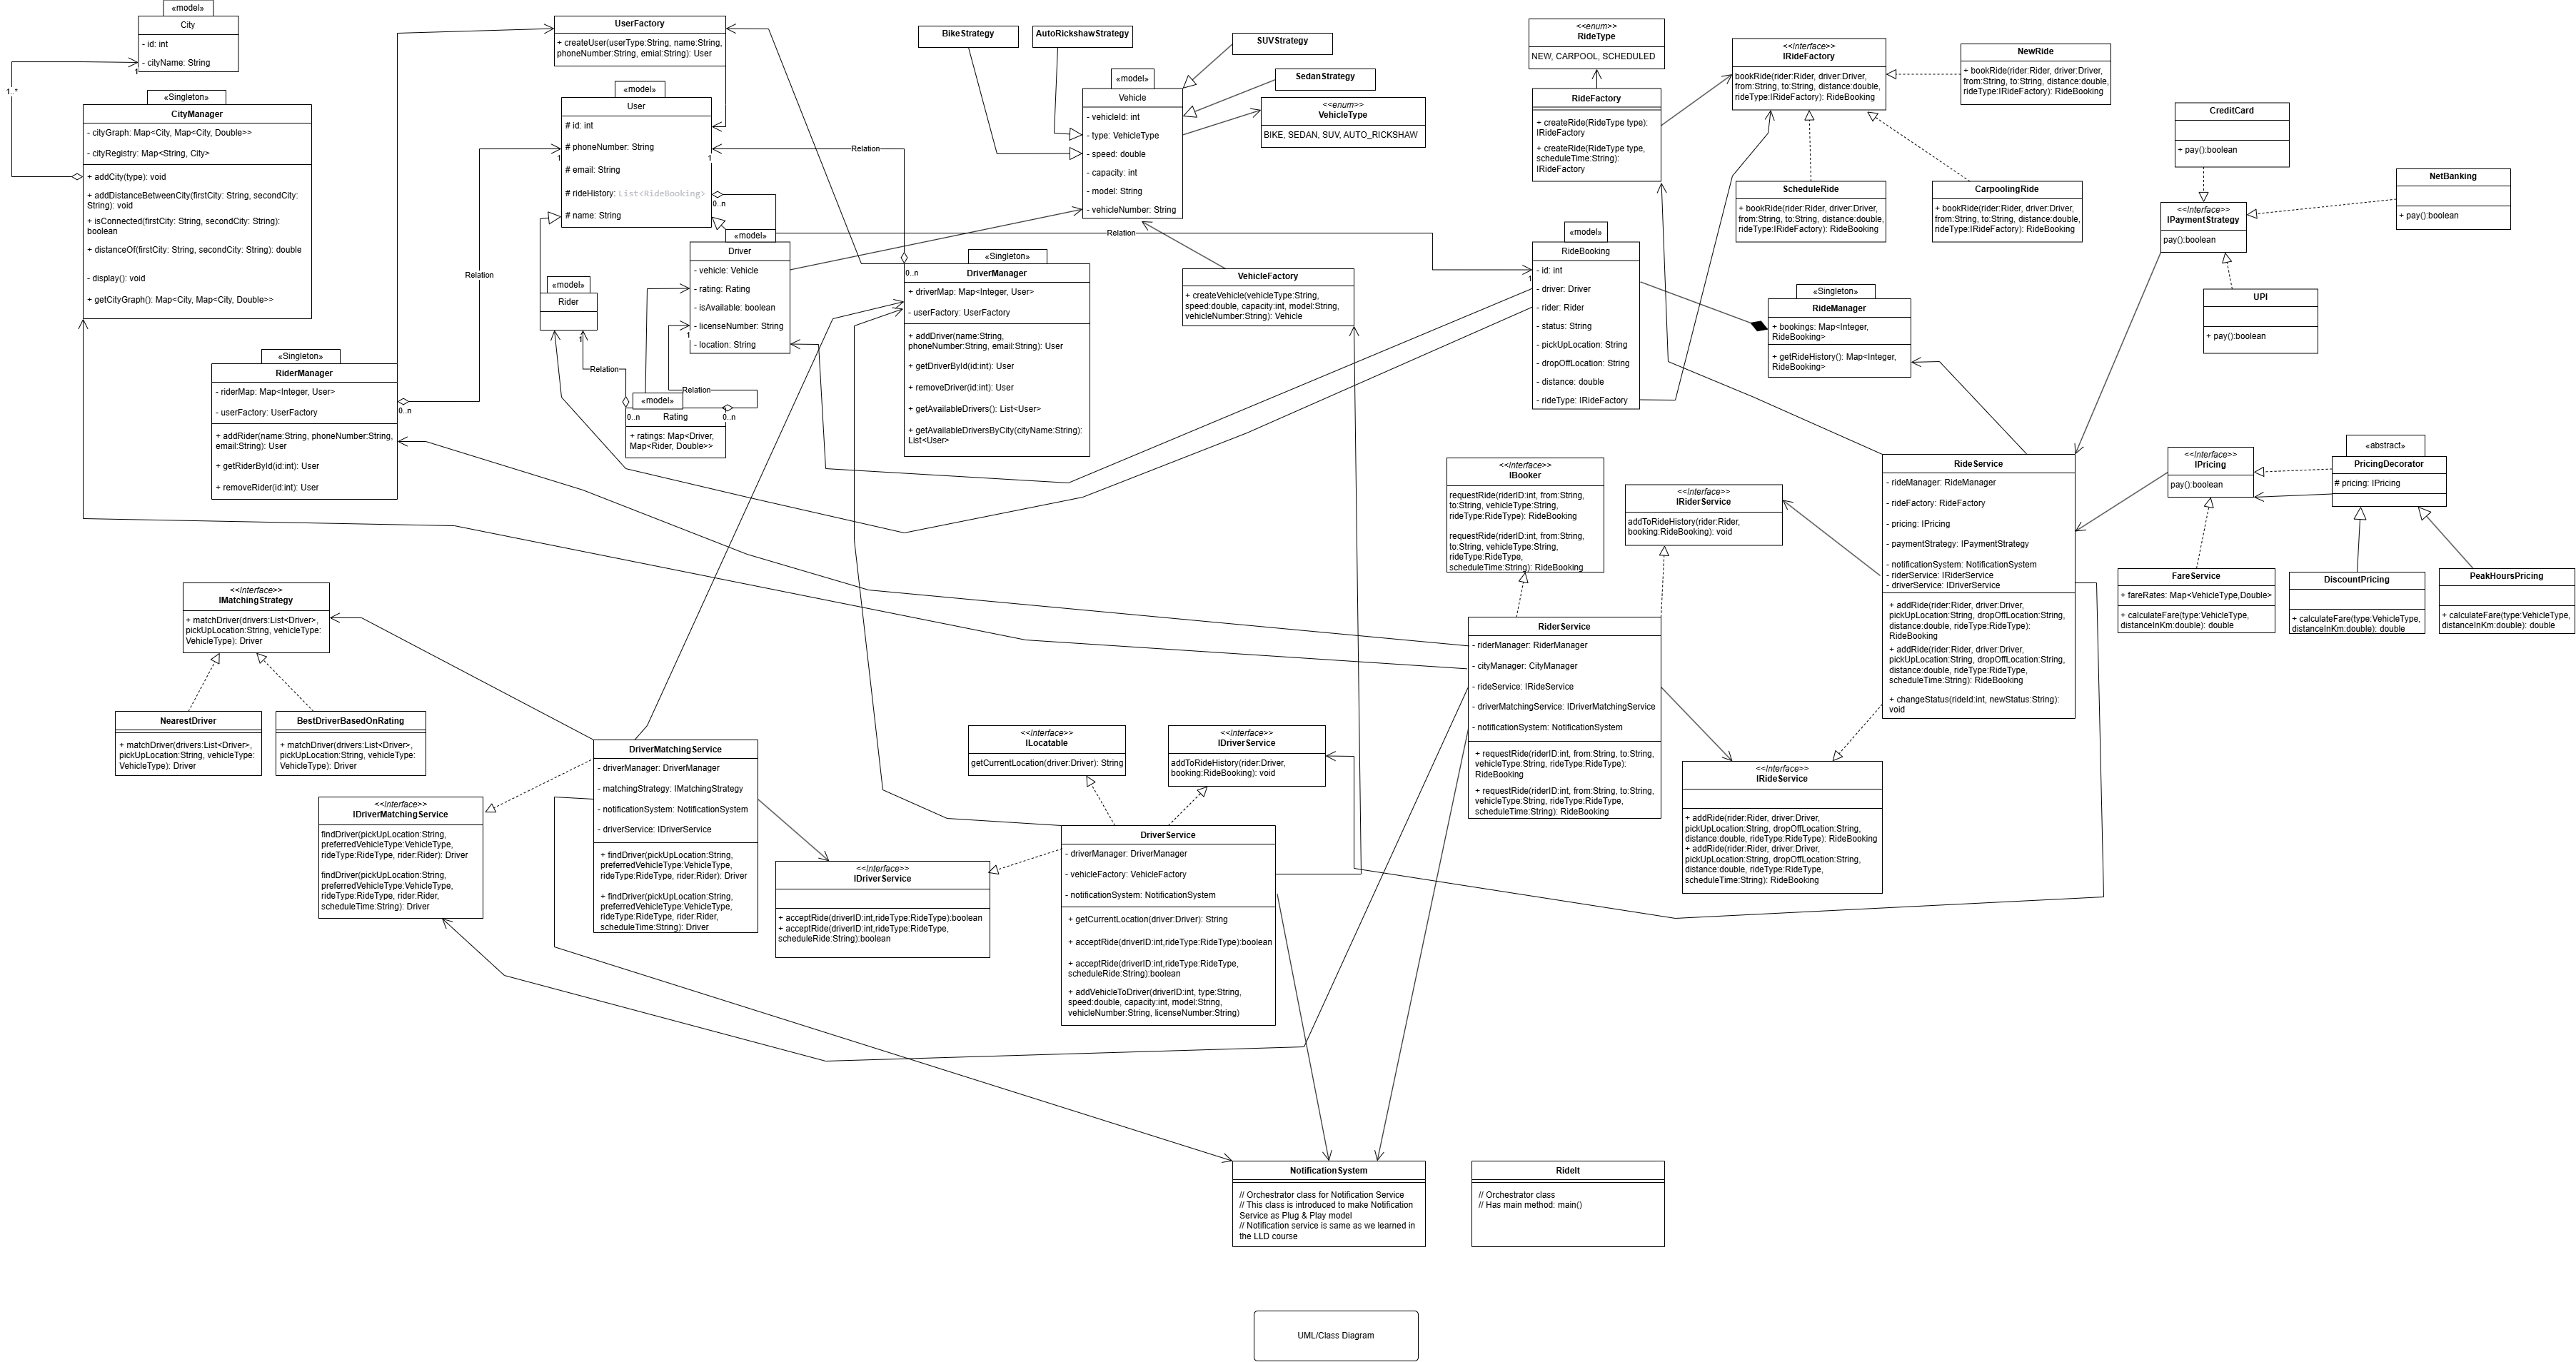 «model»
City
- id: int
- cityName: String
1
1..*
«Singleton»
CityManager
- cityGraph: Map<City, Map<City, Double>>
- cityRegistry: Map<String, City>
+ addCity(type): void
+ addDistanceBetweenCity(firstCity: String, secondCity:
String): void
+ isConnected(firstCity: String, secondCity: String):
boolean
+ distanceOf(firstCity: String, secondCity: String): double
- display(): void
+ getCityGraph(): Map<City, Map<City, Double>>
UserFactory
+ createUser(userType:String, name:String,
phoneNumber:String, emial:String): User
«model»
User
# id: int
# phoneNumber: String
# email: String
# rideHistory: List<RideBooking>
# name: String
1
1
0..n
Relation
Relation
Relation
«model»
Rider
1
«model»
Driver
- vehicle: Vehicle
- rating: Rating
- isAvailable: boolean
- licenseNumber: String
- location: String
1
Relation
Relation
«model»
Rating
0..n
0..n
+ ratings: Map<Driver,
Map<Rider, Double>>
«Singleton»
RiderManager
- riderMap: Map<Integer, User>
- userFactory: UserFactory
0..n
+ addRider(name:String, phoneNumber:String,
email:String): User
+ getRiderById(id:int): User
+ removeRider(id:int): User
«Singleton»
DriverManager
0..n
+ driverMap: Map<Integer, User>
- userFactory: UserFactory
+ addDriver(name:String,
phoneNumber:String, email:String): User
+ getDriverById(id:int): User
+ removeDriver(id:int): User
+ getAvailableDrivers(): List<User>
+ getAvailableDriversByCity(cityName:String):
List<User>
BikeStrategy
AutoRickshawStrategy
SUVStrategy
SedanStrategy
«model»
Vehicle
- vehicleId: int
- type: VehicleType
- speed: double
- capacity: int
- model: String
- vehicleNumber: String
<<enum>>
VehicleType
BIKE, SEDAN, SUV, AUTO_RICKSHAW
VehicleFactory
+ createVehicle(vehicleType:String,
speed:double, capacity:int, model:String,
vehicleNumber:String): Vehicle
<<enum>>
RideType
NEW, CARPOOL, SCHEDULED
RideFactory
+ createRide(RideType type):
IRideFactory
+ createRide(RideType type,
scheduleTime:String):
IRideFactory
<<Interface>>
IRideFactory
bookRide(rider:Rider, driver:Driver,
from:String, to:String, distance:double,
rideType:IRideFactory): RideBooking
NewRide
+ bookRide(rider:Rider, driver:Driver,
from:String, to:String, distance:double,
rideType:IRideFactory): RideBooking
ScheduleRide
+ bookRide(rider:Rider, driver:Driver,
from:String, to:String, distance:double,
rideType:IRideFactory): RideBooking
CarpoolingRide
+ bookRide(rider:Rider, driver:Driver,
from:String, to:String, distance:double,
rideType:IRideFactory): RideBooking
«model»
RideBooking
- id: int
1
- driver: Driver
- rider: Rider
- status: String
- pickUpLocation: String
- dropOffLocation: String
- distance: double
- rideType: IRideFactory
«Singleton»
RideManager
+ bookings: Map<Integer,
RideBooking>
+ getRideHistory(): Map<Integer,
RideBooking>
CreditCard
+ pay():boolean
NetBanking
+ pay():boolean
<<Interface>>
IPaymentStrategy
pay():boolean
UPI
+ pay():boolean
<<Interface>>
IPricing
pay():boolean
«abstract»
PricingDecorator
# pricing: IPricing
FareService
+ fareRates: Map<VehicleType,Double>
+ calculateFare(type:VehicleType,
distanceInKm:double): double
DiscountPricing
+ calculateFare(type:VehicleType,
distanceInKm:double): double
PeakHoursPricing
+ calculateFare(type:VehicleType,
distanceInKm:double): double
RideService
- rideManager: RideManager
- rideFactory: RideFactory
- pricing: IPricing
- paymentStrategy: IPaymentStrategy
- notificationSystem: NotificationSystem
- riderService: IRiderService
- driverService: IDriverService
+ addRide(rider:Rider, driver:Driver,
pickUpLocation:String, dropOffLocation:String,
distance:double, rideType:RideType):
RideBooking
+ addRide(rider:Rider, driver:Driver,
pickUpLocation:String, dropOffLocation:String,
distance:double, rideType:RideType,
scheduleTime:String): RideBooking
+ changeStatus(rideId:int, newStatus:String):
void
<<Interface>>
IBooker
requestRide(riderID:int, from:String,
to:String, vehicleType:String,
rideType:RideType): RideBooking
requestRide(riderID:int, from:String,
to:String, vehicleType:String,
rideType:RideType,
scheduleTime:String): RideBooking
<<Interface>>
IRiderService
addToRideHistory(rider:Rider,
booking:RideBooking): void
RiderService
- riderManager: RiderManager
- cityManager: CityManager
- rideService: IRideService
- driverMatchingService: IDriverMatchingService
- notificationSystem: NotificationSystem
+ requestRide(riderID:int, from:String, to:String,
vehicleType:String, rideType:RideType):
RideBooking
+ requestRide(riderID:int, from:String, to:String,
vehicleType:String, rideType:RideType,
scheduleTime:String): RideBooking
<<Interface>>
IRideService
+ addRide(rider:Rider, driver:Driver,
pickUpLocation:String, dropOffLocation:String,
distance:double, rideType:RideType): RideBooking
+ addRide(rider:Rider, driver:Driver,
pickUpLocation:String, dropOffLocation:String,
distance:double, rideType:RideType,
scheduleTime:String): RideBooking
<<Interface>>
IMatchingStrategy
+ matchDriver(drivers:List<Driver>,
pickUpLocation:String, vehicleType:
VehicleType): Driver
NearestDriver
+ matchDriver(drivers:List<Driver>,
pickUpLocation:String, vehicleType:
VehicleType): Driver
BestDriverBasedOnRating
+ matchDriver(drivers:List<Driver>,
pickUpLocation:String, vehicleType:
VehicleType): Driver
<<Interface>>
IDriverMatchingService
findDriver(pickUpLocation:String,
preferredVehicleType:VehicleType,
rideType:RideType, rider:Rider): Driver
findDriver(pickUpLocation:String,
preferredVehicleType:VehicleType,
rideType:RideType, rider:Rider,
scheduleTime:String): Driver
DriverMatchingService
- driverManager: DriverManager
- matchingStrategy: IMatchingStrategy
- notificationSystem: NotificationSystem
- driverService: IDriverService
+ findDriver(pickUpLocation:String,
preferredVehicleType:VehicleType,
rideType:RideType, rider:Rider): Driver
+ findDriver(pickUpLocation:String,
preferredVehicleType:VehicleType,
rideType:RideType, rider:Rider,
scheduleTime:String): Driver
<<Interface>>
ILocatable
getCurrentLocation(driver:Driver): String
<<Interface>>
IDriverService
addToRideHistory(rider:Driver,
booking:RideBooking): void
<<Interface>>
IDriverService
+ acceptRide(driverID:int,rideType:RideType):boolean
+ acceptRide(driverID:int,rideType:RideType,
scheduleRide:String):boolean
DriverService
- driverManager: DriverManager
- vehicleFactory: VehicleFactory
- notificationSystem: NotificationSystem
+ getCurrentLocation(driver:Driver): String
+ acceptRide(driverID:int,rideType:RideType):boolean
+ acceptRide(driverID:int,rideType:RideType,
scheduleRide:String):boolean
+ addVehicleToDriver(driverID:int, type:String,
speed:double, capacity:int, model:String,
vehicleNumber:String, licenseNumber:String)
NotificationSystem
// Orchestrator class for Notification Service
// This class is introduced to make Notification
Service as Plug & Play model
// Notification service is same as we learned in
the LLD course
RideIt
// Orchestrator class
// Has main method: main()
UML/Class Diagram